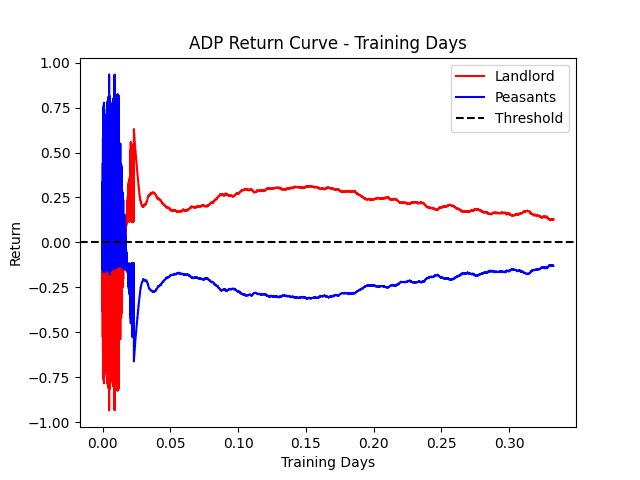 ADP Return Curve - Training Days
Landlord
Peasants
Threshold
Return
1.00
0.75
0.50
0.25
0.00
−0.25
−0.50
−0.75
−1.00
0.00 0.05 0.10 0.15 0.20 0.25 0.30
Training Days